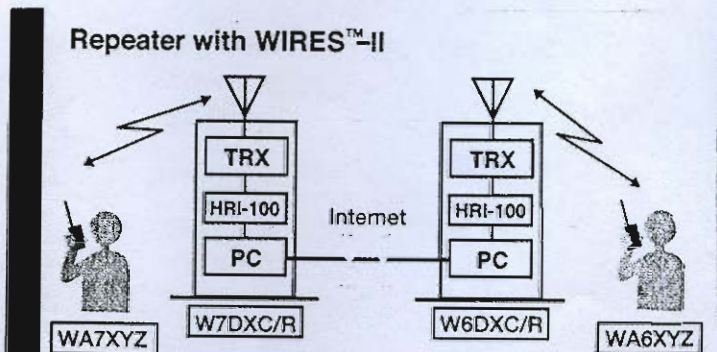 Repeater with WIRES™-II
TRX
TRX
HRI-100
HRI-100
Internet
PC
PC
W7DXC/R
W6DXC/R
WA7XYZ
WA6XYZ